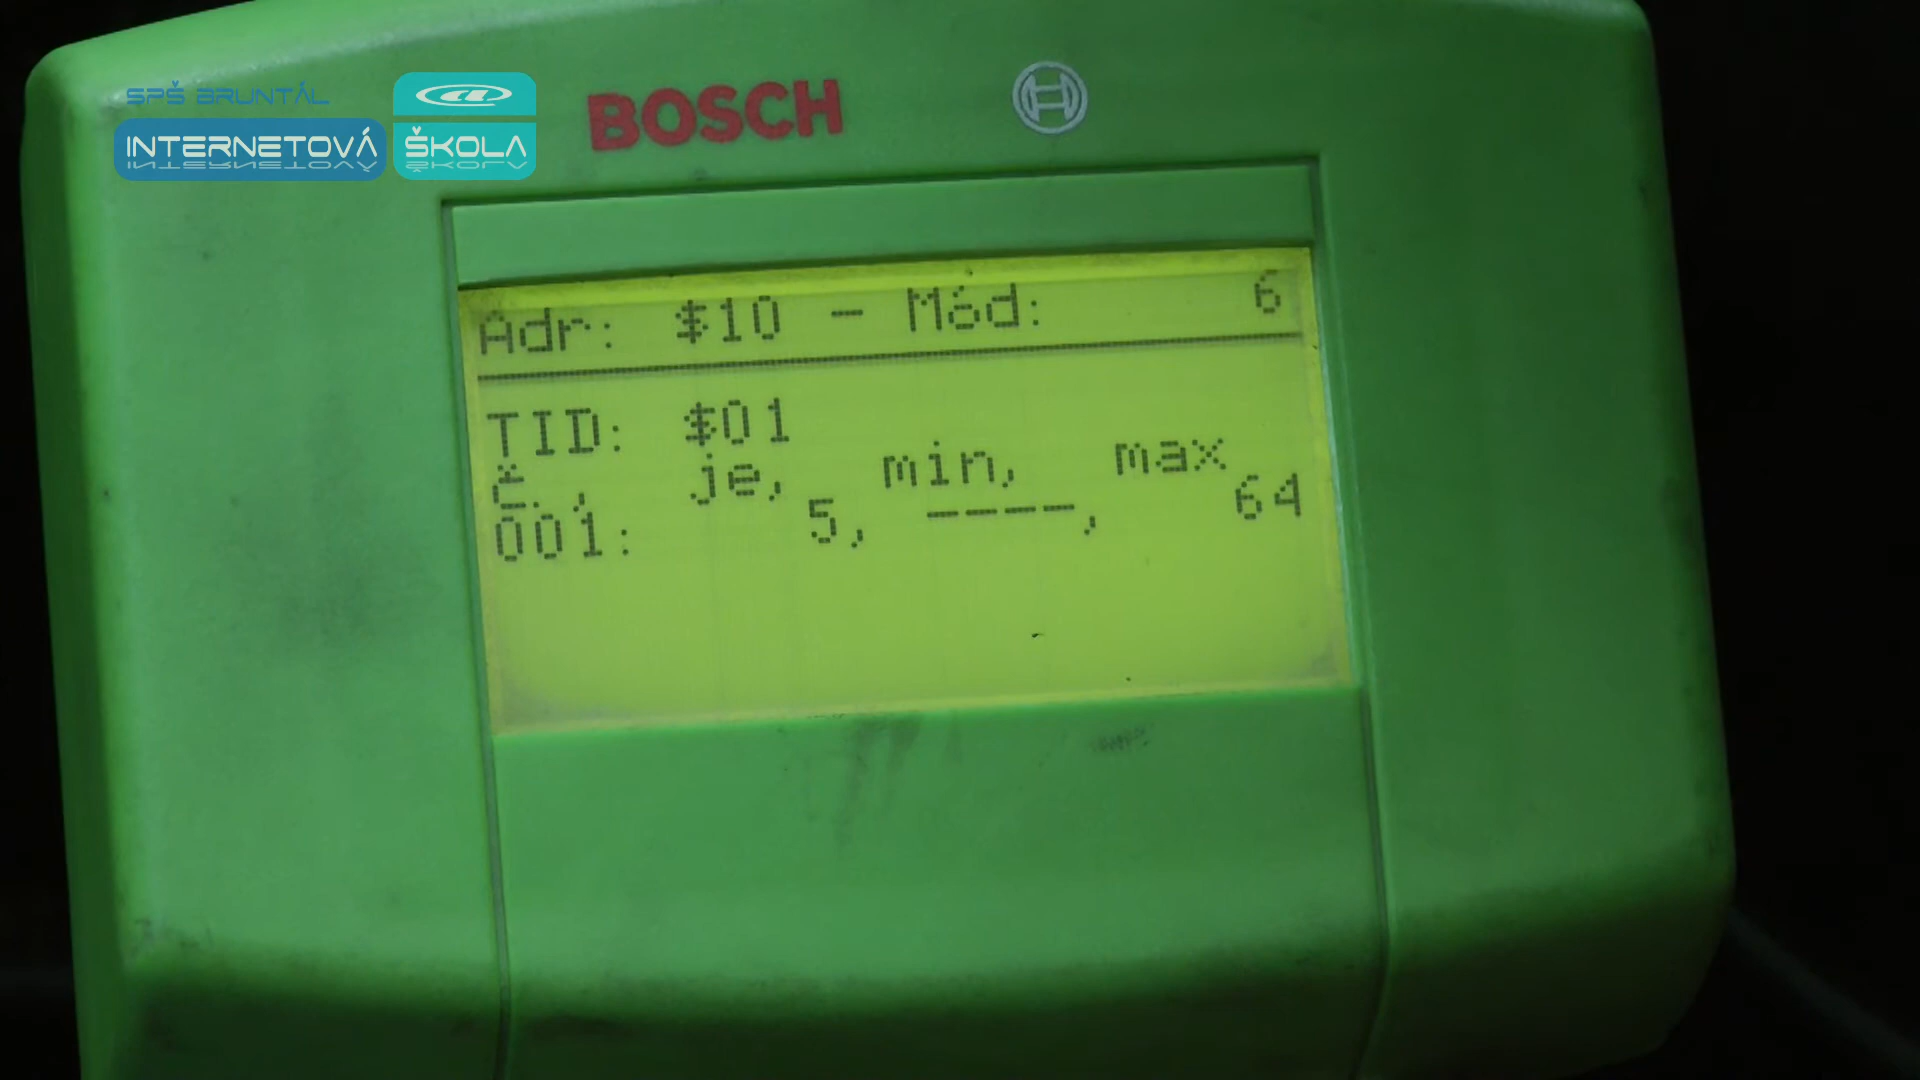 SPŠ BRUNTÁL
INTERNETOVÁ ŠKOLA
BOSCH
Adr: $10 - Mód: 6
TID: $01
č., je, min, max
001: 5, ----, 64